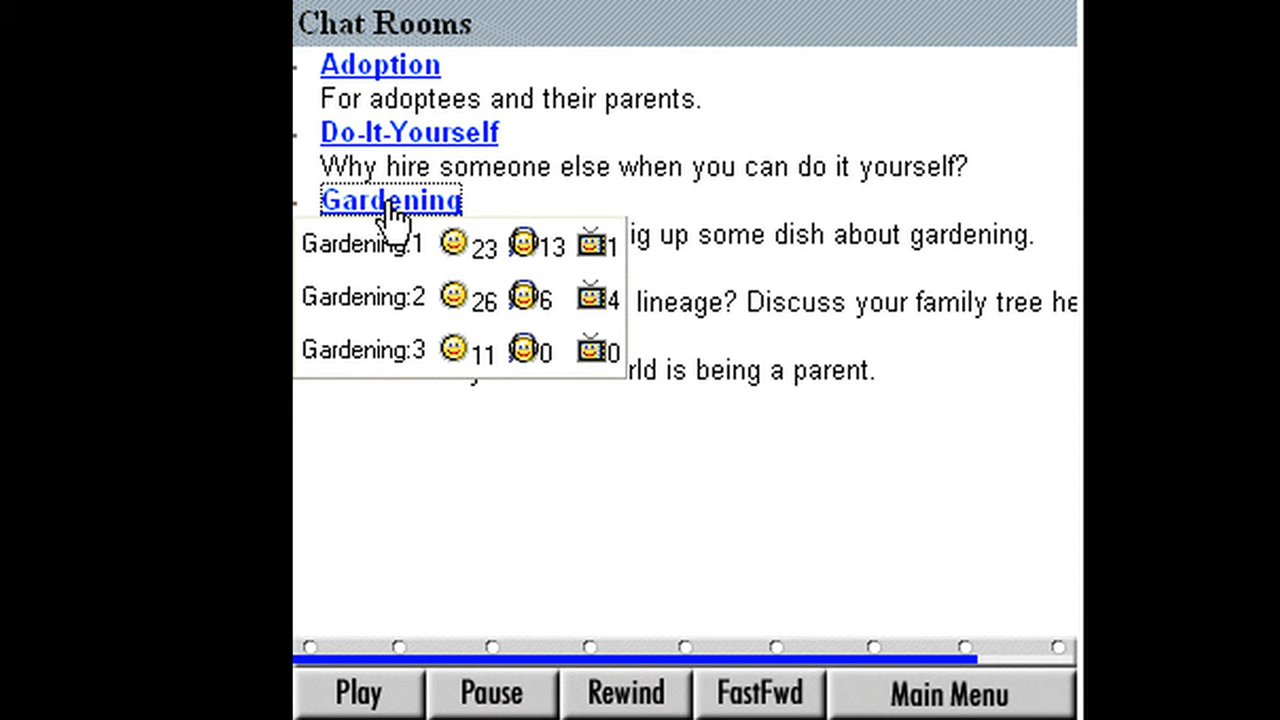 Chat Rooms
Adoption
For adoptees and their parents.
Do-It-Yourself
Why hire someone else when you can do it yourself?
Gardening
ig up some dish about gardening.
Gardening:1 23 13 1
Gardening:2 26 6 4
lineage? Discuss your family tree he
Gardening:3 11 0 0
rld is being a parent.
Play Pause Rewind FastFwd Main Menu